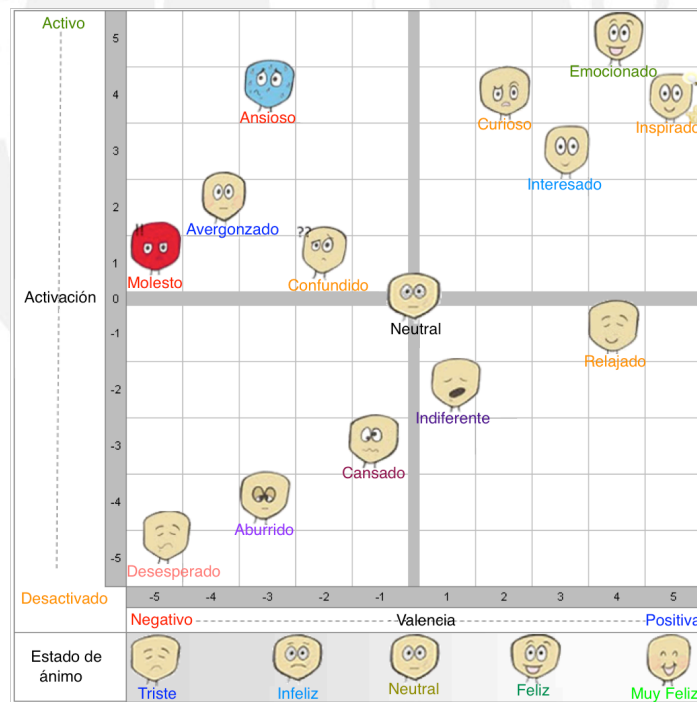 Activo
5
Emocionado
4
Ansioso
Curioso
Inspirado
3
Interesado
2
Avergonzado
!!
??
1
Molesto
Confundido
Activación
0
Neutral
-1
Relajado
-2
Indiferente
-3
Cansado
-4
Aburrido
-5
Desesperado
Desactivado
-5 -4 -3 -2 -1 1 2 3 4 5
Negativo Valencia Positiva
Estado de
ánimo
Triste Infeliz Neutral Feliz Muy Feliz